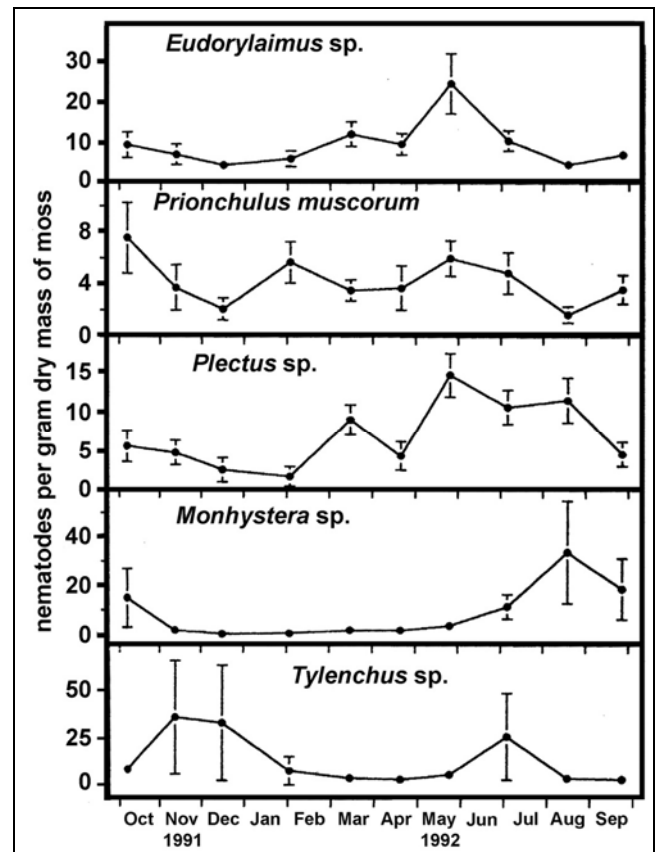 Eudorylaimus sp.
30
20
10
0
Prionchulus muscorum
8
4
0
Plectus sp.
15
10
5
0
Monhystera sp.
40
20
0
Tylenchus sp.
50
25
0
nematodes per gram dry mass of moss
Oct Nov Dec Jan Feb Mar Apr May Jun Jul Aug Sep
1991 1992